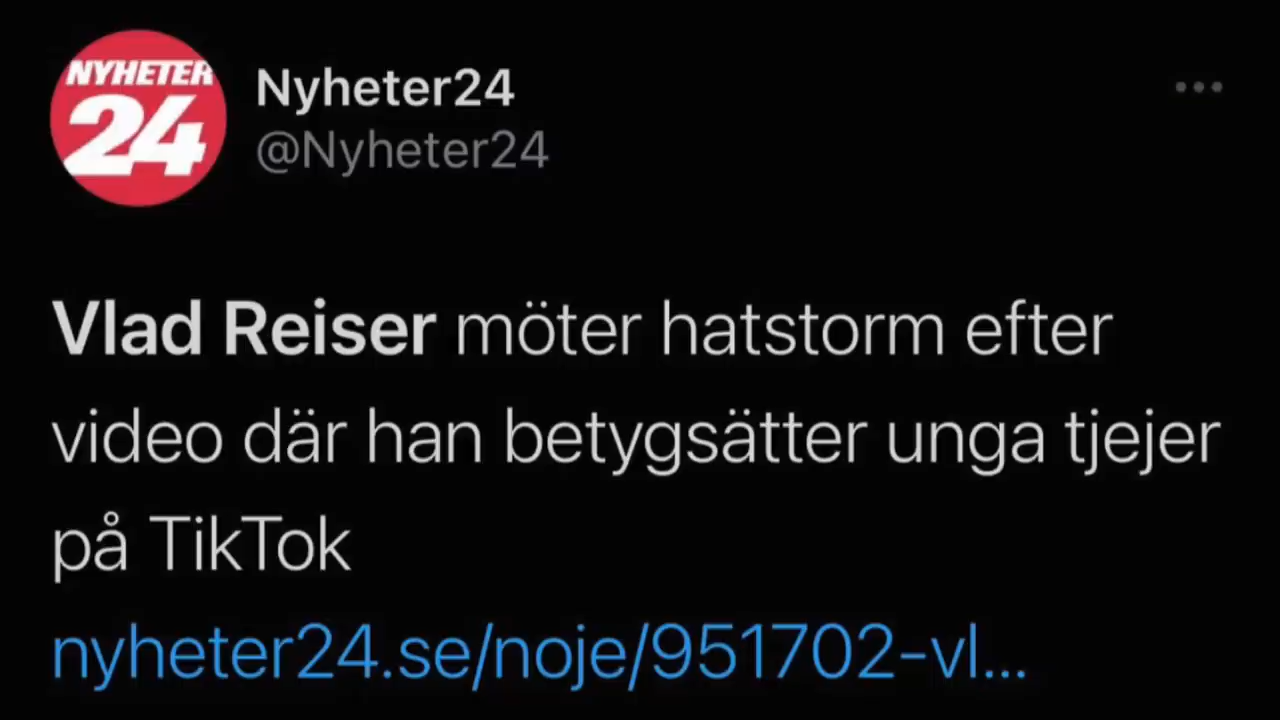 NYHETER
24
Nyheter24
@Nyheter24
Vlad Reiser möter hatstorm efter
video där han betygsätter unga tjejer
på TikTok
nyheter24.se/noje/951702-vl...